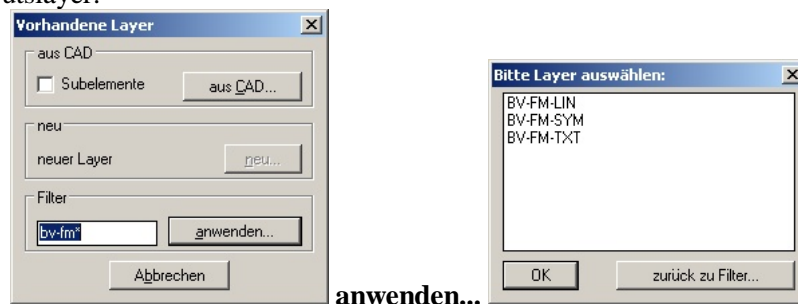 utslayer.
Vorhandene Layer
aus CAD
Subelemente aus CAD...
neu
neuer Layer neu...
Filter
bv-fm* anwenden...
Abbrechen
anwenden...
Bitte Layer auswählen:
BV-FM-LIN
BV-FM-SYM
BV-FM-TXT
OK zurück zu Filter...